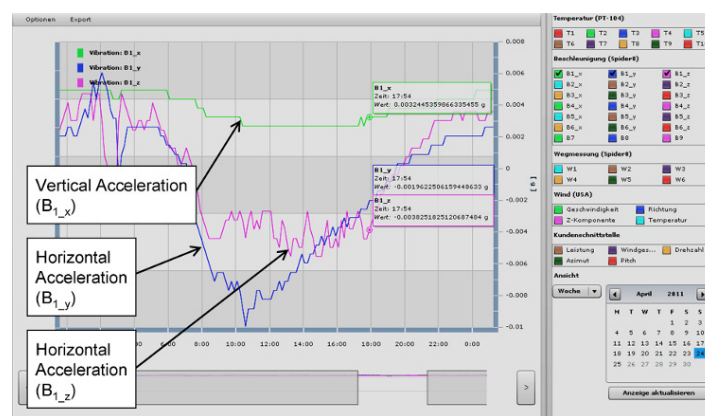 Optionen Export
Vibration: B1_x
Vibration: B1_y
Vibration: B1_z
0.008
0.006
0.004
0.002
0
-0.002
-0.004
-0.006
-0.008
-0.01
[g]
B1_x
Zeit: 17:54
Wert: 0.0032445359866335455 g
B1_y
Zeit: 17:54
Wert: -0.0019622506159448633 g
B1_z
Zeit: 17:54
Wert: -0.0038251825120687484 g
Vertical Acceleration
(B1_x)
Horizontal
Acceleration
(B1_y)
Horizontal
Acceleration
(B1_z)
4:00 6:00 8:00 10:00 12:00 14:00 16:00 18:00 20:00 22:00 0:00
>
Temperatur (PT-104)
T1 T2 T3 T4 T5
T6 T7 T8 T9
Beschleunigung (Spider8)
B1_x B1_y B1_z
B2_x B2_y B2_z
B3_x B3_y B3_z
B4_x B4_y B4_z
B5_x B5_y B5_z
B6_x B6_y B6_z
B7 B8 B9
Wegmessung (Spider8)
W1 W2 W3
W4 W5 W6
Wind (USA)
Geschwindigkeit Richtung
Z-Komponente Temperatur
Kundenschnittstelle
Leistung Windges... Drehzahl
Azimut Pitch
Ansicht
Woche April 2011
M T W T F S S
1 2 3
4 5 6 7 8 9 10
11 12 13 14 15 16 17
18 19 20 21 22 23 24
25 26 27 28 29 30
Anzeige aktualisieren